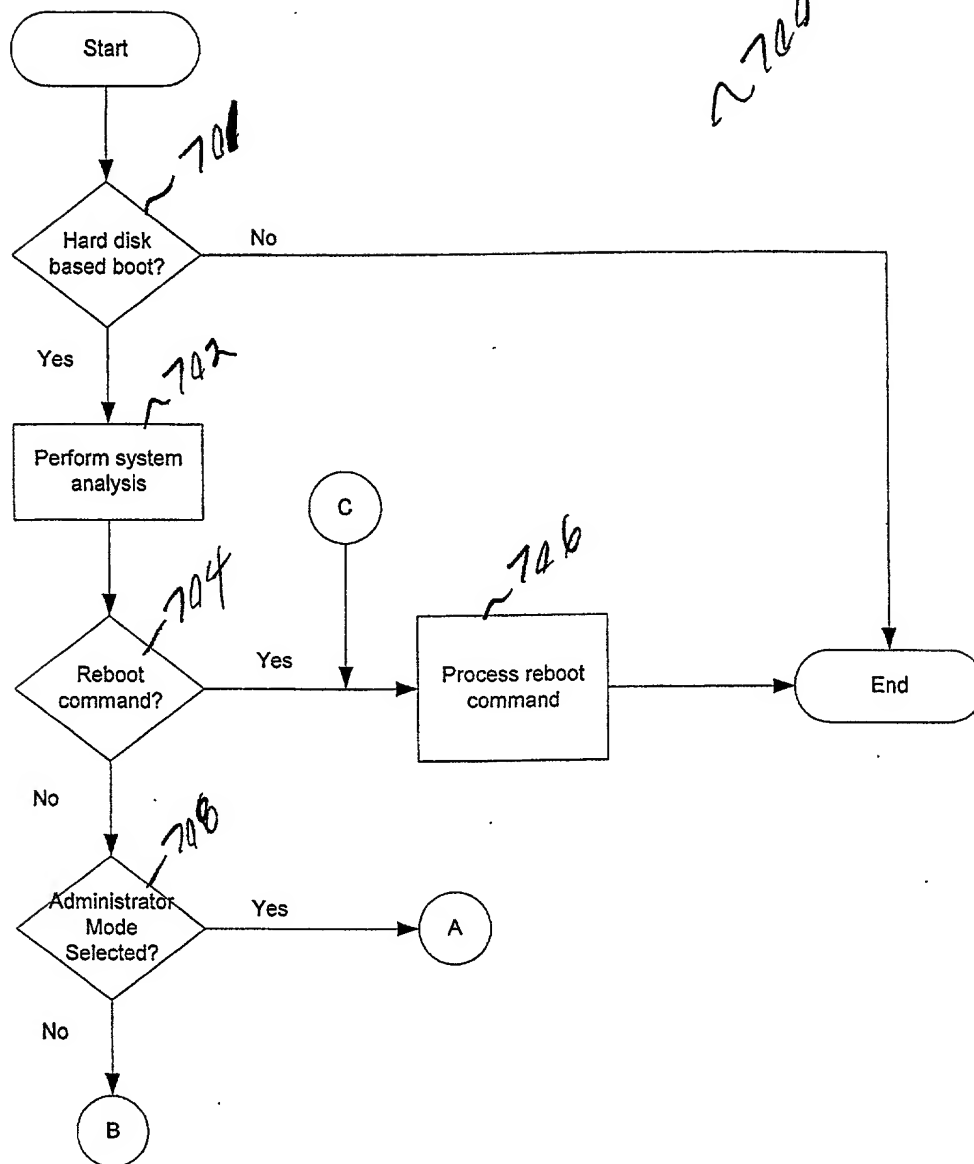 Start
700
701
Hard disk
based boot?
No
Yes
702
Perform system
analysis
C
704
706
Reboot
command?
Yes
Process reboot
command
End
No
708
Administrator
Mode
Selected?
Yes
A
No
B